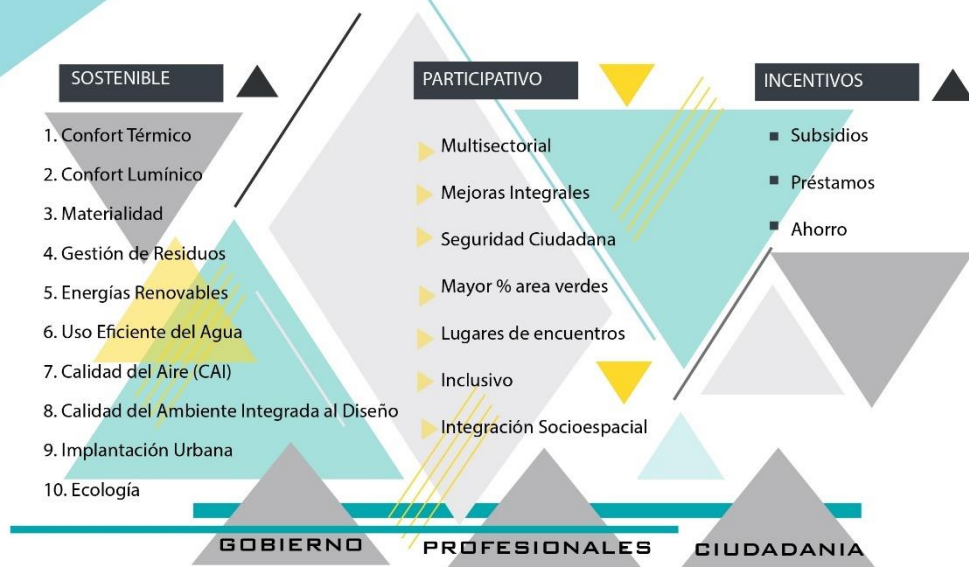 SOSTENIBLE
1. Confort Térmico
2. Confort Lumínico
3. Materialidad
4. Gestión de Residuos
5. Energías Renovables
6. Uso Eficiente del Agua
7. Calidad del Aire (CAI)
8. Calidad del Ambiente Integrada al Diseño
9. Implantación Urbana
10. Ecología
PARTICIPATIVO
Multisectorial
Mejoras Integrales
Seguridad Ciudadana
Mayor % area verdes
Lugares de encuentros
Inclusivo
Integración Socioespacial
INCENTIVOS
Subsidios
Préstamos
Ahorro
GOBIERNO
PROFESIONALES
CIUDADANIA